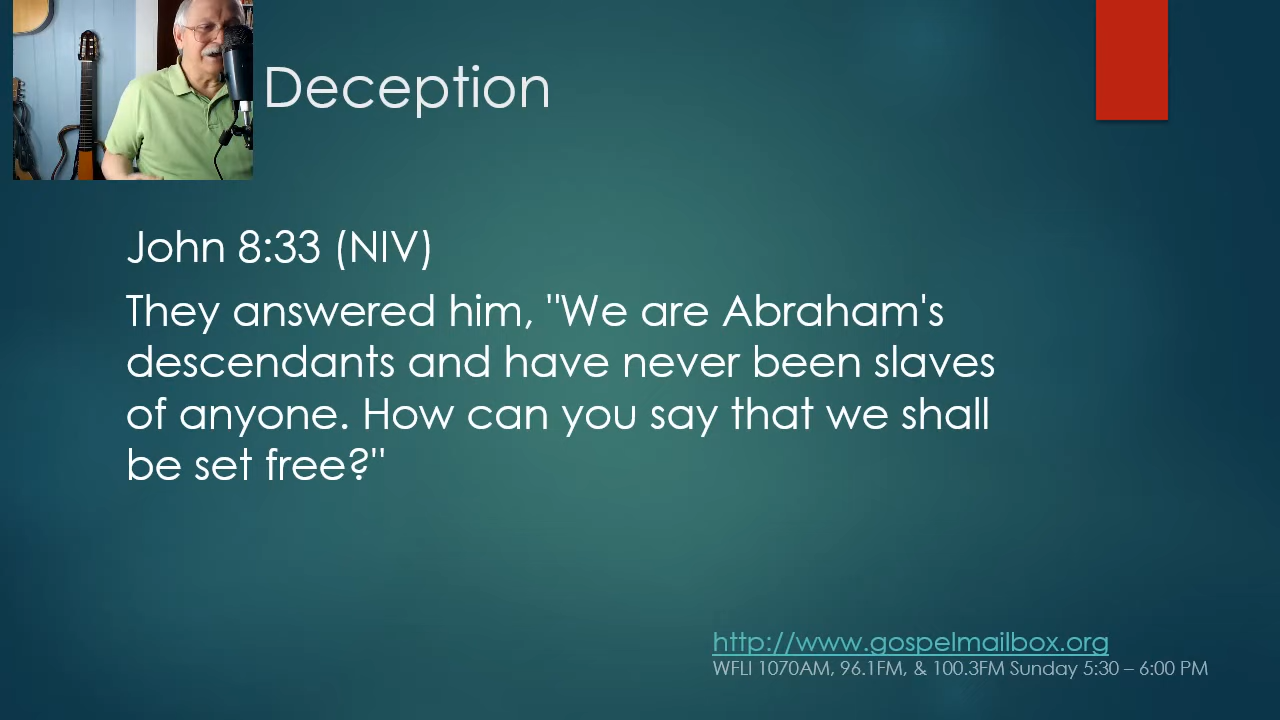 Deception
John 8:33 (NIV)
They answered him, "We are Abraham's
descendants and have never been slaves
of anyone. How can you say that we shall
be set free?"
http://www.gospelmailbox.org
WFLI 1070AM, 96.1FM, & 100.3FM Sunday 5:30 – 6:00 PM